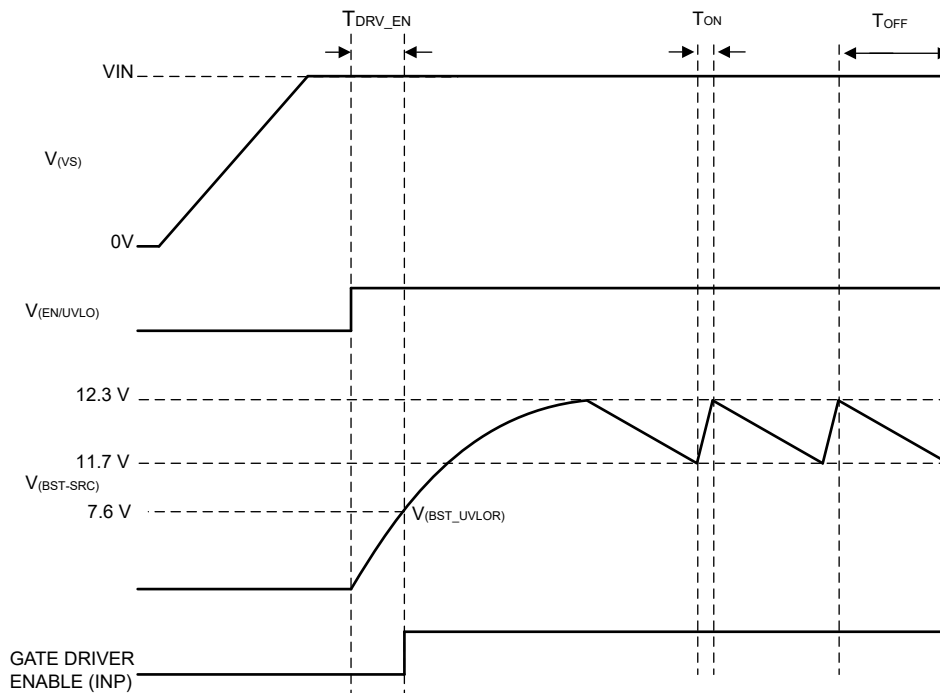 TDRV_EN
TON
TOFF
VIN
V(VS)
0V
V(EN/UVLO)
12.3 V
11.7 V
V(BST-SRC)
7.6 V
V(BST_UVLOR)
GATE DRIVER
ENABLE (INP)